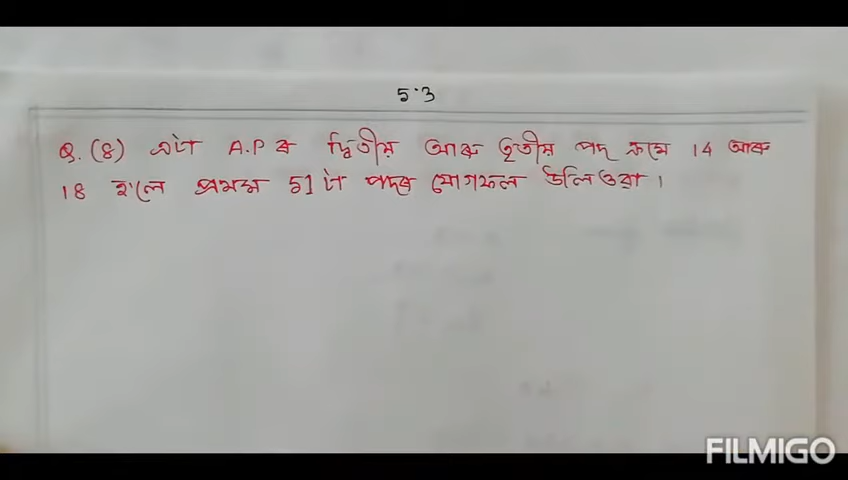 5.3
Q. (8) এটা A.P ৰ দ্বিতীয় আৰু তৃতীয় পদ ক্ৰমে 14 আৰু
18 হ'লে প্ৰথম 51 টা পদৰ যোগফল উলিওৱা।
FILMIGO